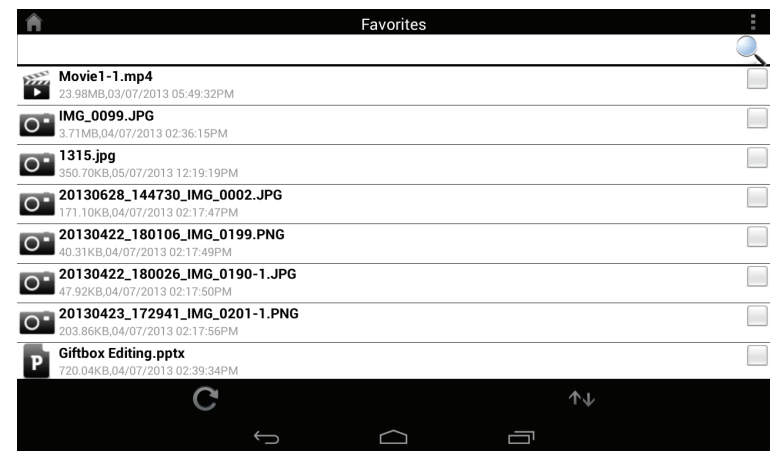 Favorites
Movie1-1.mp4
23.98MB,03/07/2013 05:49:32PM
IMG_0099.JPG
3.71MB,04/07/2013 02:36:15PM
1315.jpg
350.70KB,05/07/2013 12:19:19PM
20130628_144730_IMG_0002.JPG
171.10KB,04/07/2013 02:17:47PM
20130422_180106_IMG_0199.PNG
40.31KB,04/07/2013 02:17:49PM
20130422_180026_IMG_0190-1.JPG
47.92KB,04/07/2013 02:17:50PM
20130423_172941_IMG_0201-1.PNG
203.86KB,04/07/2013 02:17:56PM
P Giftbox Editing.pptx
720.04KB,04/07/2013 02:39:34PM